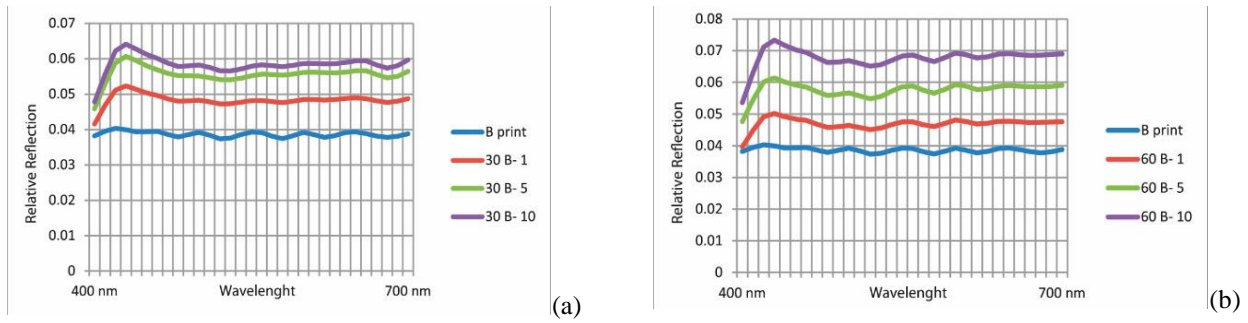 0.07
0.06
0.05
0.04
0.03
0.02
0.01
0
Relative Reflection
400 nm
Wavelenght
700 nm
B print
30 B- 1
30 B- 5
30 B- 10
(a)
0.08
0.07
0.06
0.05
0.04
0.03
0.02
0.01
0
Relative Reflection
400 nm
Wavelenght
700 nm
B print
60 B- 1
60 B- 5
60 B- 10
(b)